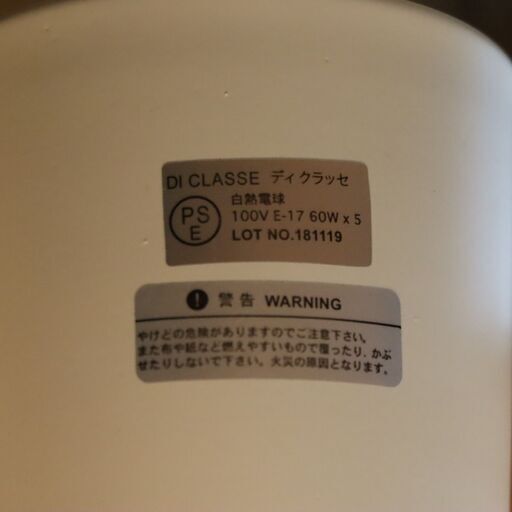 DI CLASSE ディ クラッセ
PS
E
白熱電球
100V E-17 60W x 5
LOT NO.181119
! 警告 WARNING
やけどの危険がありますのでご注意下さい。
また布や紙など燃えやすいもので覆ったり、かぶ
せたりしないで下さい。火災の原因となります。